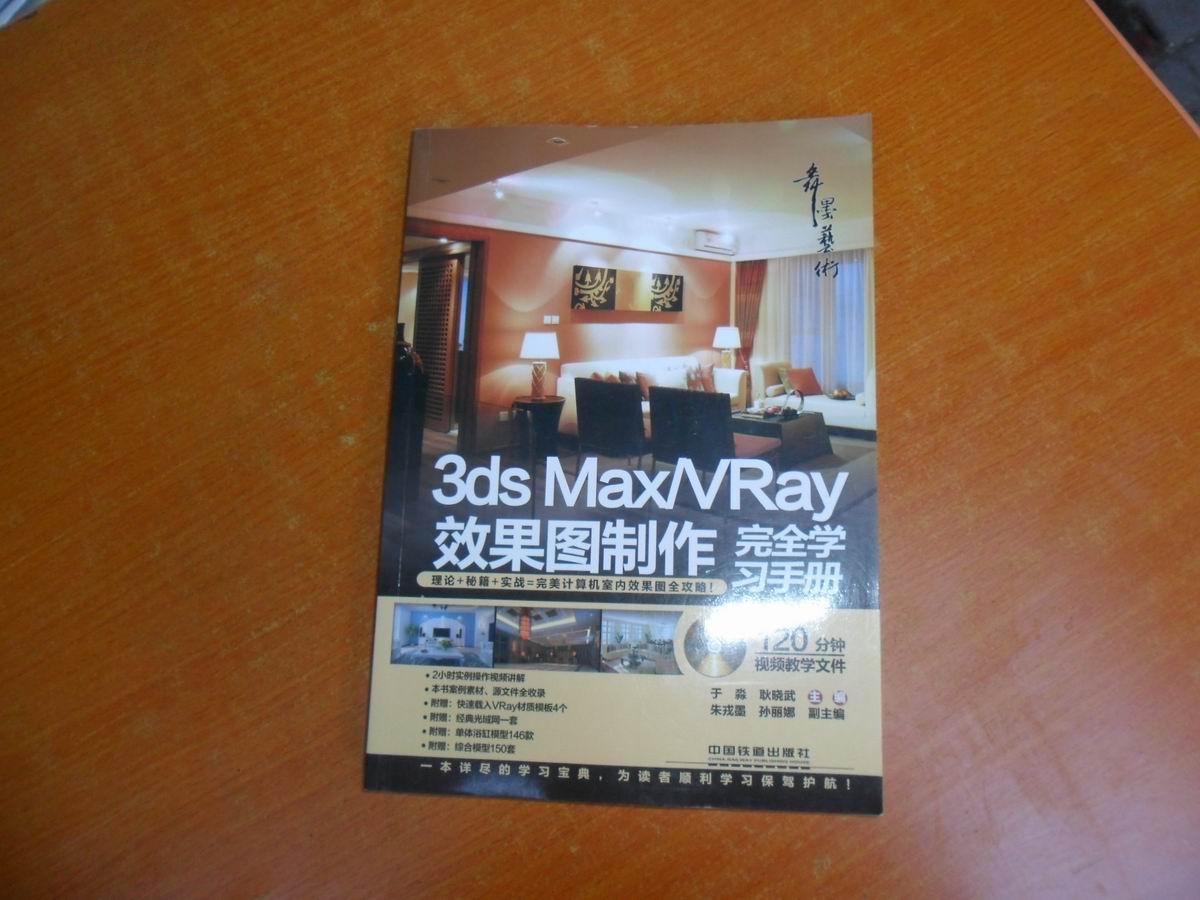 舞墨藝術
3ds Max/VRay
效果图制作 完全学
习手册
理论+秘籍+实战=完美计算机室内效果图全攻略！
120分钟
视频教学文件
• 2小时实例操作视频讲解
• 本书案例素材、源文件全收录
• 附赠：快速载入VRay材质模板4个
• 附赠：经典光域网一套
• 附赠：单体浴缸模型146款
• 附赠：综合模型150套
于 淼 耿晓武 主 编
朱戎墨 孙丽娜 副主编
中国铁道出版社
CHINA RAILWAY PUBLISHING HOUSE
一本详尽的学习宝典，为读者顺利学习保驾护航！